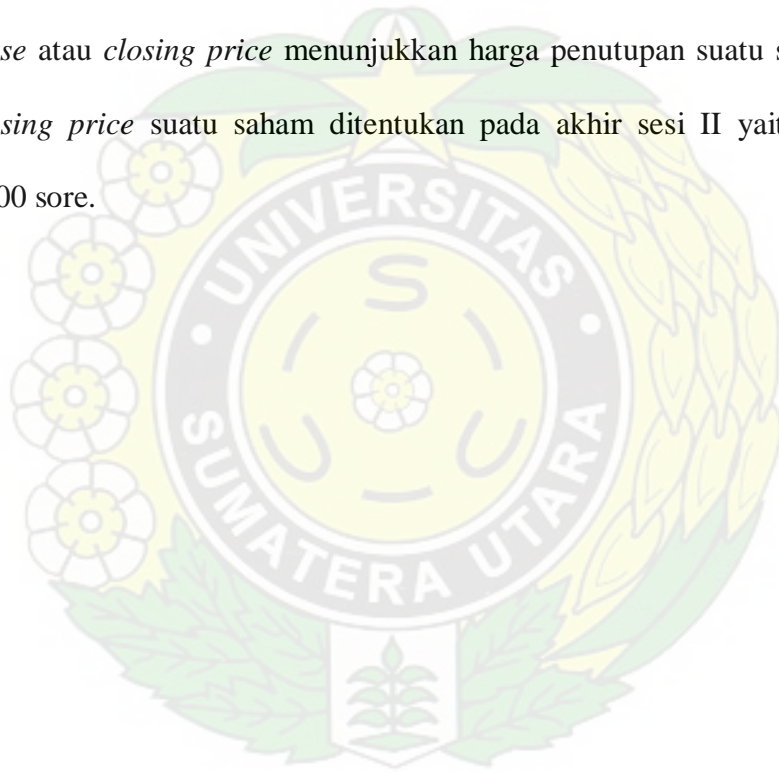 se atau closing price menunjukkan harga penutupan suatu s
sing price suatu saham ditentukan pada akhir sesi II yait
00 sore.
UNIVERSITAS
S
U U
SUMATERA UTARA